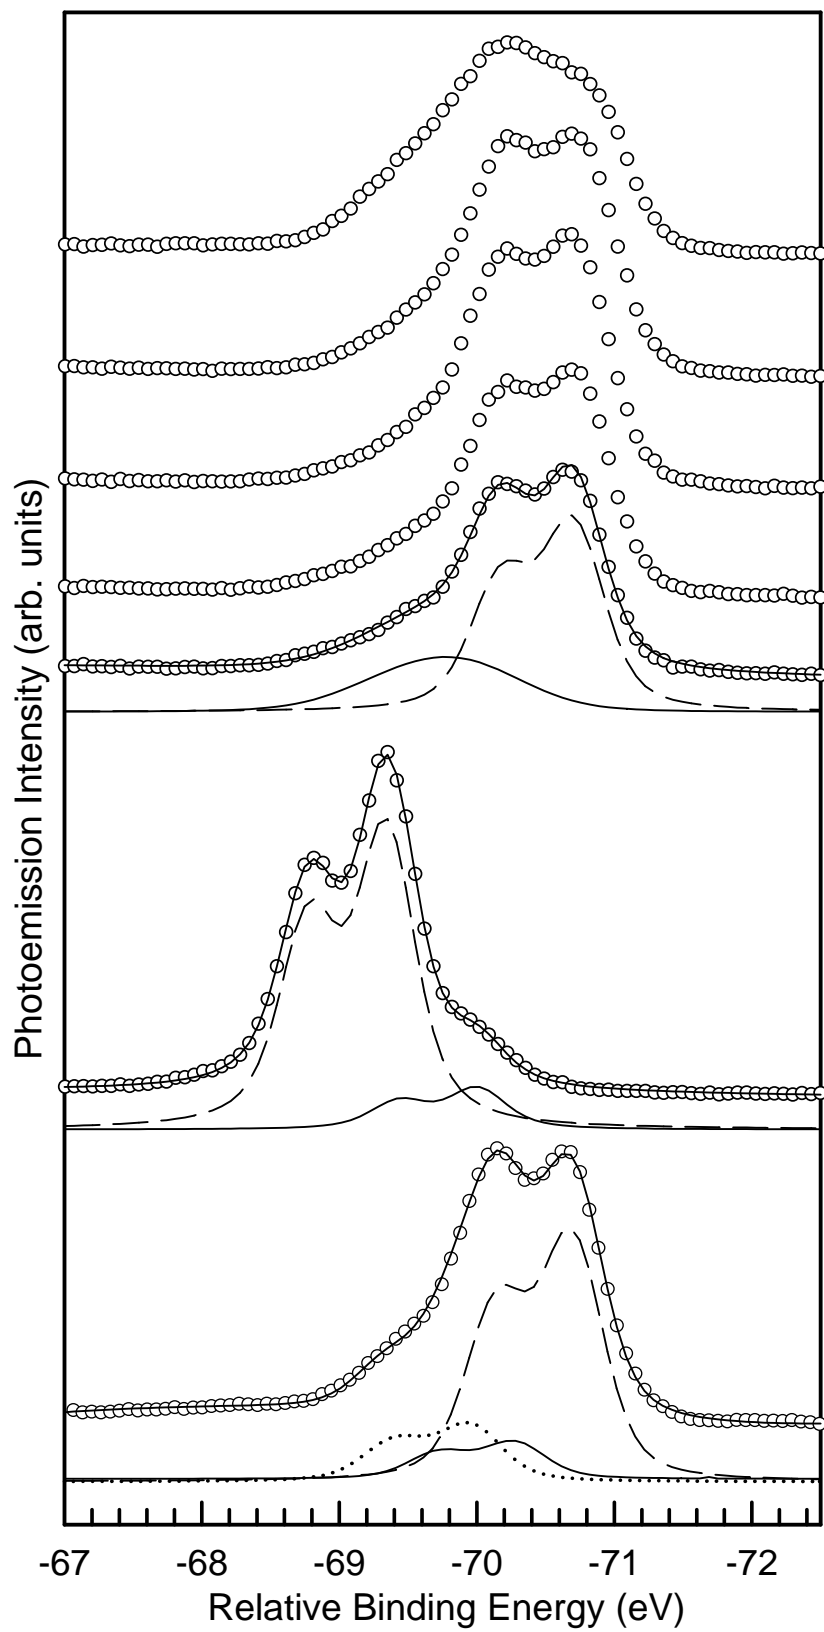 Photoemission Intensity (arb. units)
-67 -68 -69 -70 -71 -72
Relative Binding Energy (eV)